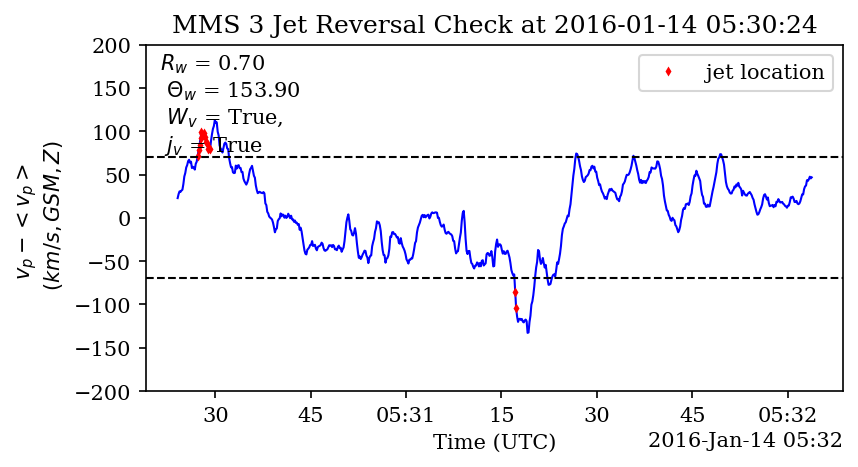 MMS 3 Jet Reversal Check at 2016-01-14 05:30:24
R_w = 0.70
Θ_w = 153.90
W_v = True,
j_v = True
jet location
200
150
100
50
0
−50
−100
−150
−200
v_p − < v_p >
(km/s, GSM, Z)
30 45 05:31 15 30 45 05:32
Time (UTC)
2016-Jan-14 05:32